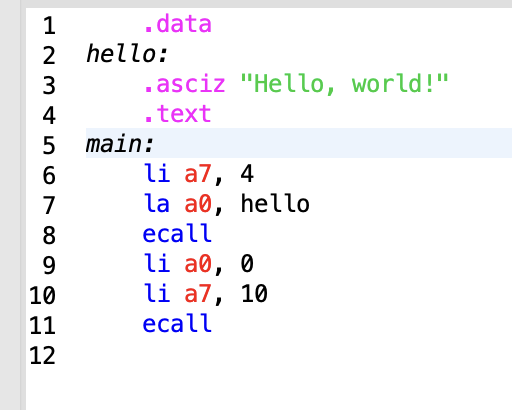 1 .data
2 hello:
3 .asciz "Hello, world!"
4 .text
5 main:
6 li a7, 4
7 la a0, hello
8 ecall
9 li a0, 0
10 li a7, 10
11 ecall
12